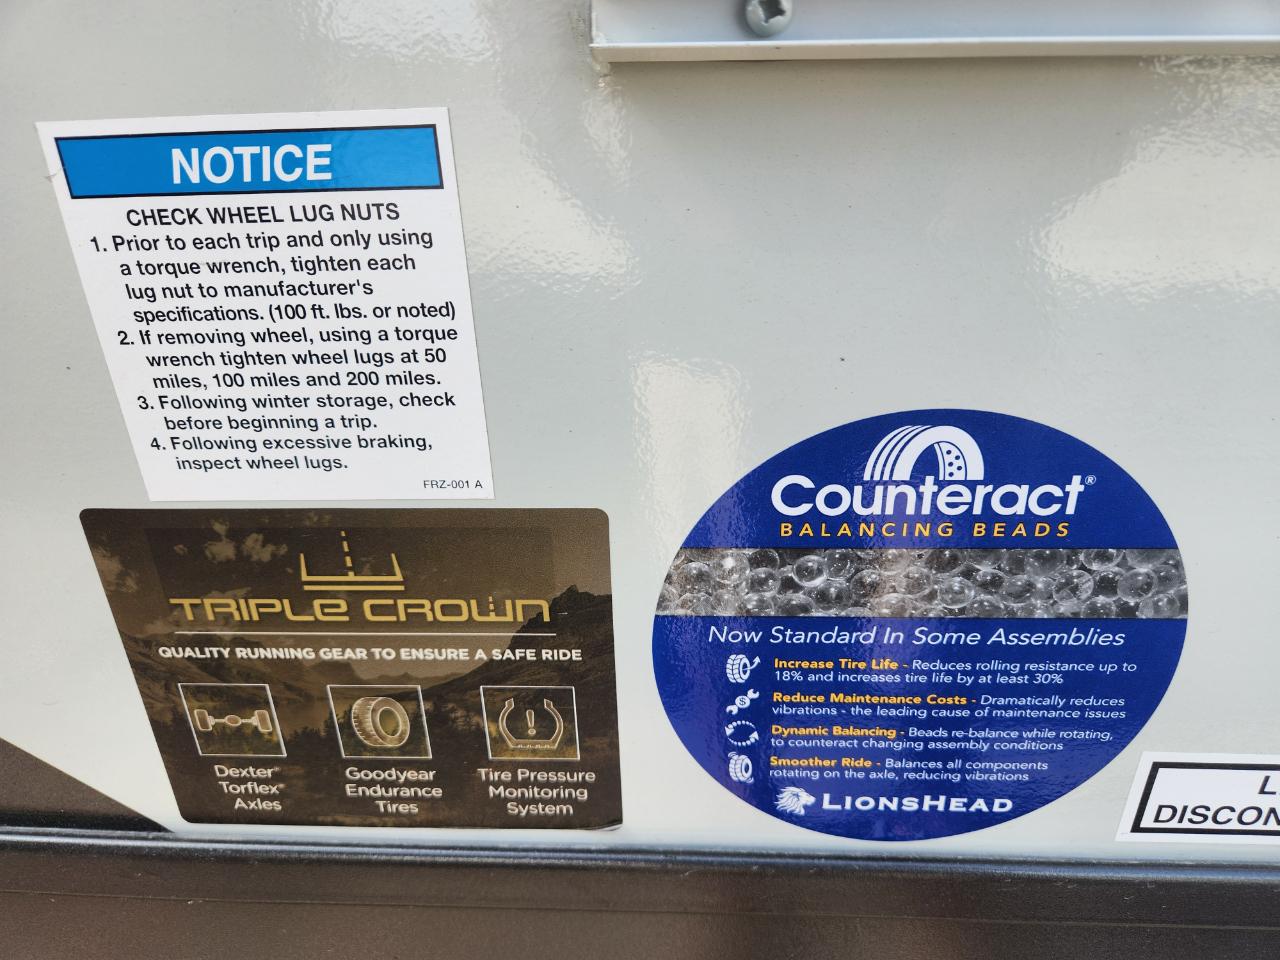 NOTICE
CHECK WHEEL LUG NUTS
1. Prior to each trip and only using
a torque wrench, tighten each
lug nut to manufacturer's
specifications. (100 ft. lbs. or noted)
2. If removing wheel, using a torque
wrench tighten wheel lugs at 50
miles, 100 miles and 200 miles.
3. Following winter storage, check
before beginning a trip.
4. Following excessive braking,
inspect wheel lugs.
FRZ-001 A
TRIPLE CROWN
QUALITY RUNNING GEAR TO ENSURE A SAFE RIDE
Dexter®
Torflex®
Axles
Goodyear
Endurance
Tires
Tire Pressure
Monitoring
System
Counteract®
BALANCING BEADS
Now Standard In Some Assemblies
Increase Tire Life - Reduces rolling resistance up to
18% and increases tire life by at least 30%
Reduce Maintenance Costs - Dramatically reduces
vibrations - the leading cause of maintenance issues
Dynamic Balancing - Beads re-balance while rotating,
to counteract changing assembly conditions
Smoother Ride - Balances all components
rotating on the axle, reducing vibrations
LIONSHEAD
L
DISCON